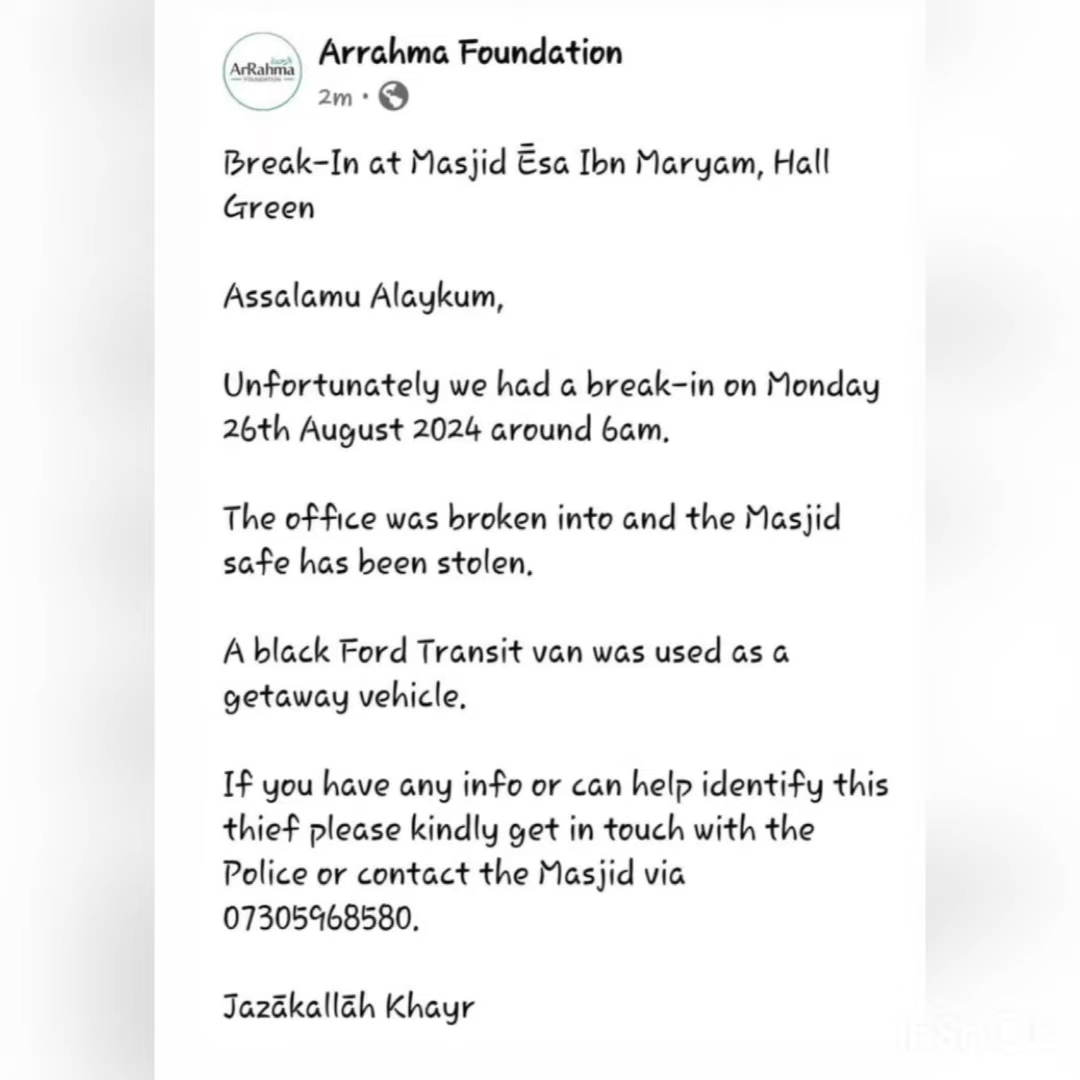 ArRahma
FOUNDATION
Arrahma Foundation
2m •
Break-In at Masjid Ēsa Ibn Maryam, Hall
Green
Assalamu Alaykum,
Unfortunately we had a break-in on Monday
26th August 2024 around 6am.
The office was broken into and the Masjid
safe has been stolen.
A black Ford Transit van was used as a
getaway vehicle.
If you have any info or can help identify this
thief please kindly get in touch with the
Police or contact the Masjid via
07305968580.
Jazākallāh Khayr